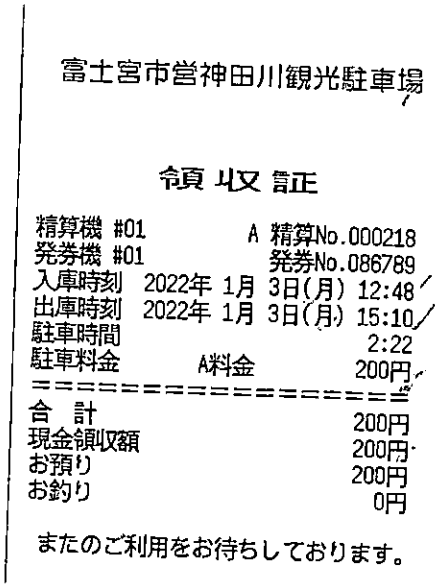 富士宮市営神田川観光駐車場
領収証
精算機 #01 A 精算No.000218
発券機 #01 発券No.086789
入庫時刻 2022年 1月 3日(月) 12:48
出庫時刻 2022年 1月 3日(月) 15:10
駐車時間 2:22
駐車料金 A料金 200円
==================
合 計 200円
現金領収額 200円
お預り 200円
お釣り 0円
またのご利用をお待ちしております。